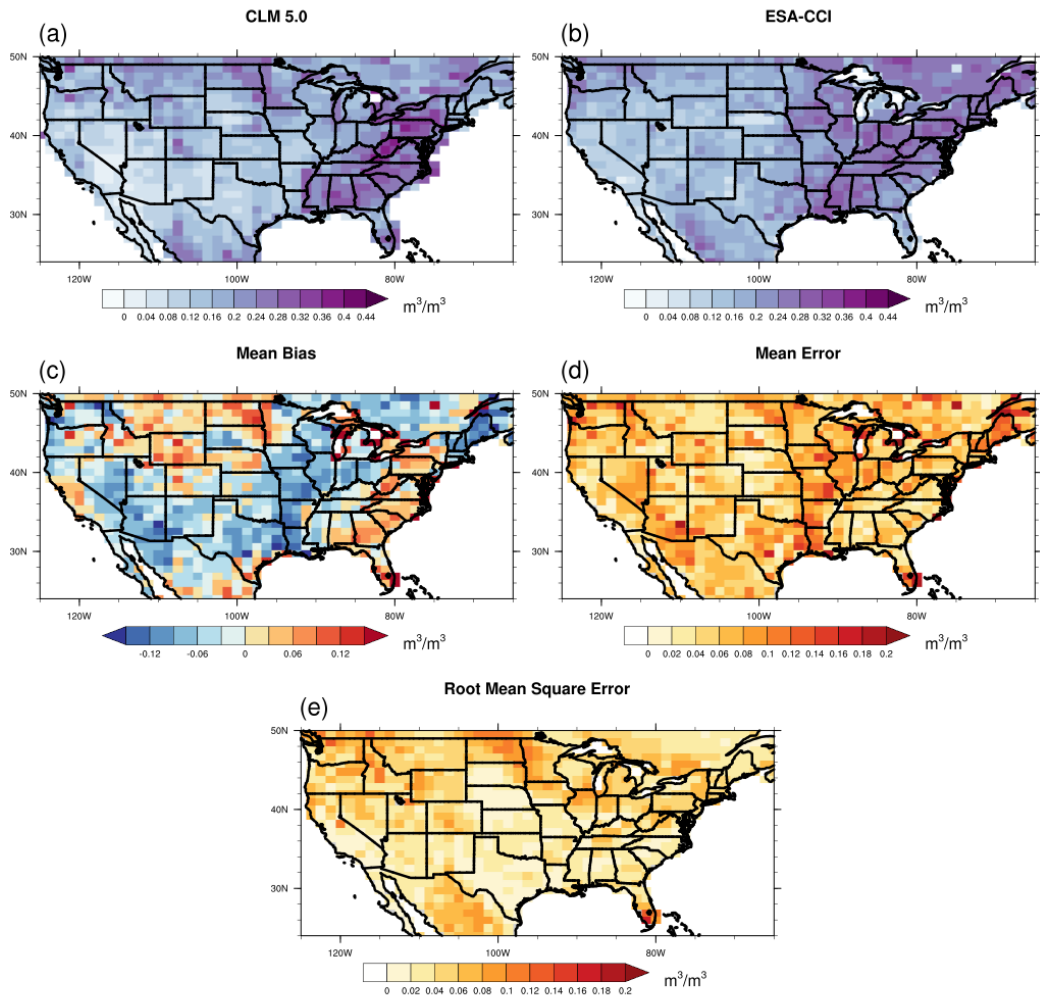 CLM 5.0
(a)
50N
40N
30N
120W 100W 80W
0 0.04 0.08 0.12 0.16 0.2 0.24 0.28 0.32 0.36 0.4 0.44
m³/m³
ESA-CCI
(b)
50N
40N
30N
120W 100W 80W
0 0.04 0.08 0.12 0.16 0.2 0.24 0.28 0.32 0.36 0.4 0.44
m³/m³
Mean Bias
(c)
50N
40N
30N
120W 100W 80W
-0.12 -0.06 0 0.06 0.12
m³/m³
Mean Error
(d)
50N
40N
30N
120W 100W 80W
0 0.02 0.04 0.06 0.08 0.1 0.12 0.14 0.16 0.18 0.2
m³/m³
Root Mean Square Error
(e)
50N
40N
30N
120W 100W 80W
0 0.02 0.04 0.06 0.08 0.1 0.12 0.14 0.16 0.18 0.2
m³/m³